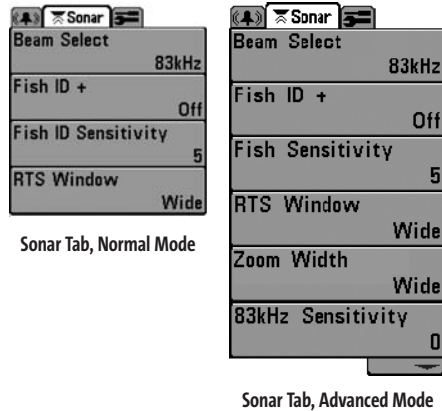 Sonar
Beam Select
83kHz
Fish ID +
Off
Fish ID Sensitivity
5
RTS Window
Wide
Sonar Tab, Normal Mode
Sonar
Beam Select
83kHz
Fish ID +
Off
Fish Sensitivity
5
RTS Window
Wide
Zoom Width
Wide
83kHz Sensitivity
0
Sonar Tab, Advanced Mode